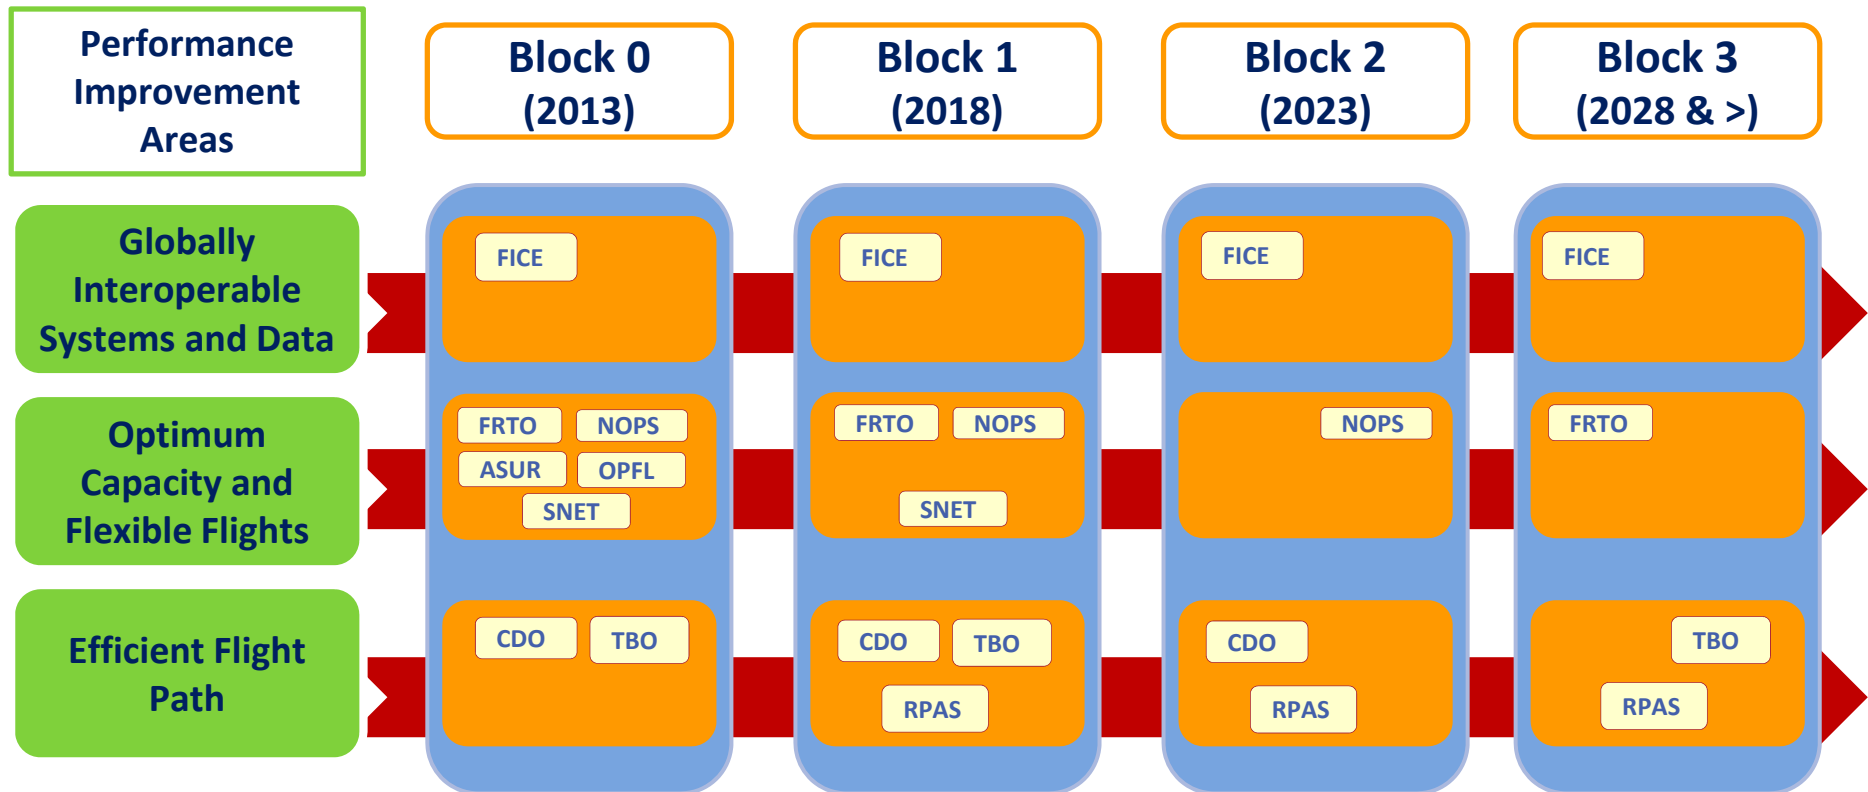 Performance
Improvement
Areas
Block 0
(2013)
Block 1
(2018)
Block 2
(2023)
Block 3
(2028 & >)
Globally
Interoperable
Systems and Data
FICE
FICE
FICE
FICE
Optimum
Capacity and
Flexible Flights
FRTO NOPS
ASUR OPFL
SNET
FRTO NOPS
SNET
NOPS
FRTO
Efficient Flight
Path
CDO TBO
CDO TBO
RPAS
CDO
RPAS
TBO
RPAS